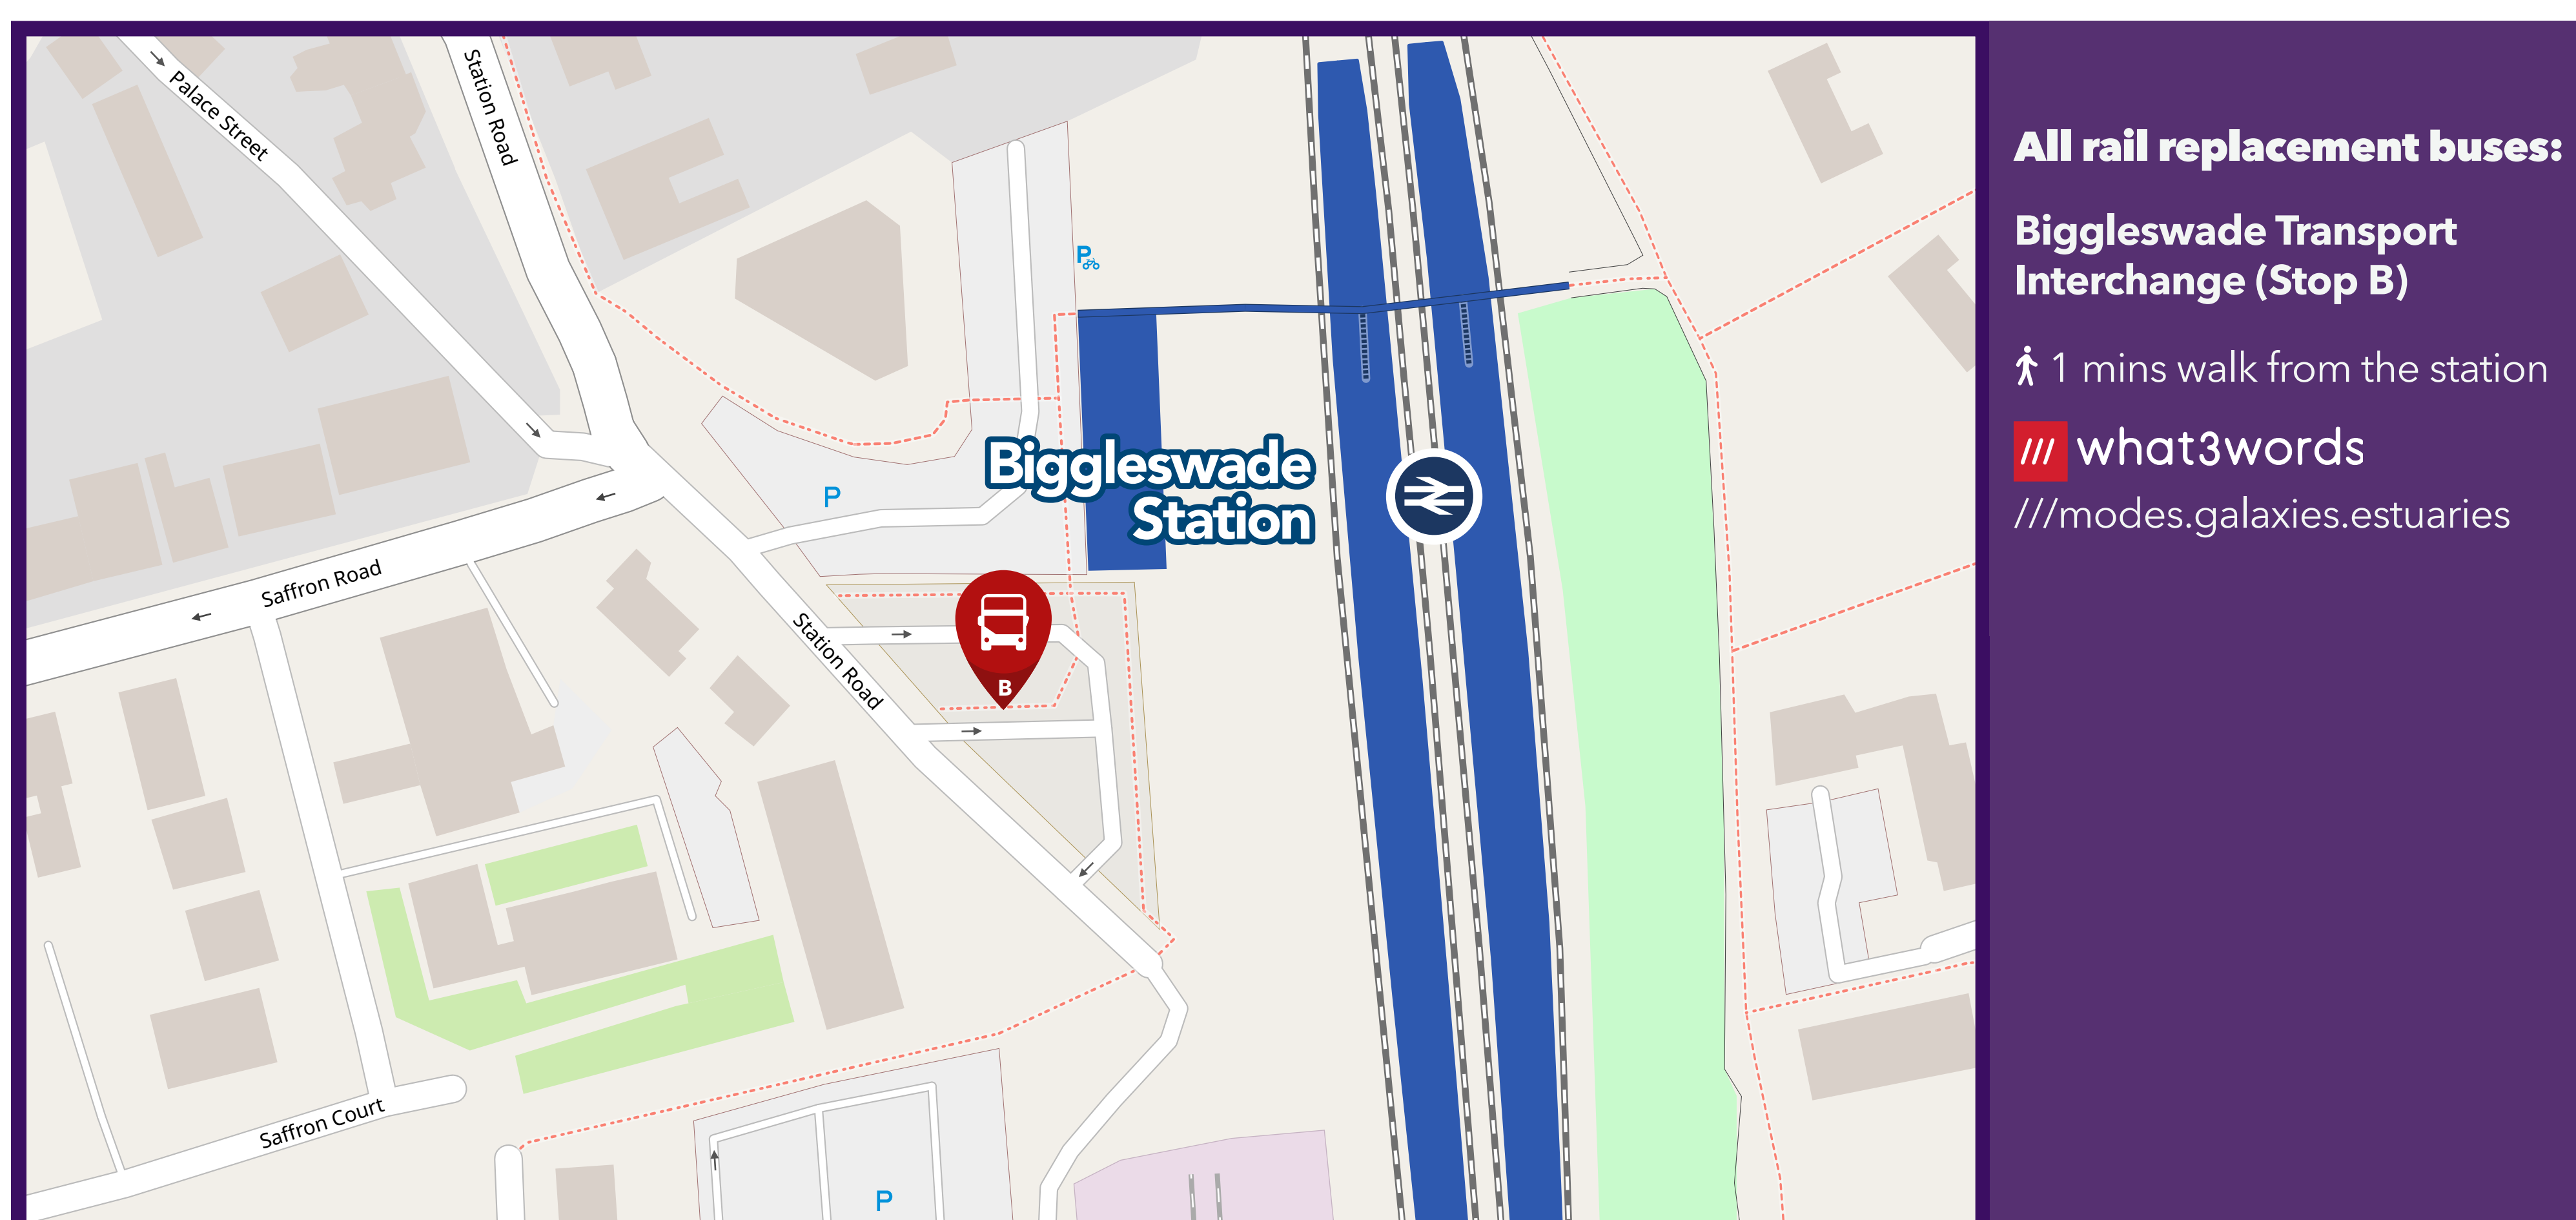 Palace Street
Station Road
P
P
Biggleswade
Station
Saffron Road
Station Road
B
Saffron Court
P
All rail replacement buses:
Biggleswade Transport
Interchange (Stop B)
1 mins walk from the station
what3words
///modes.galaxies.estuaries